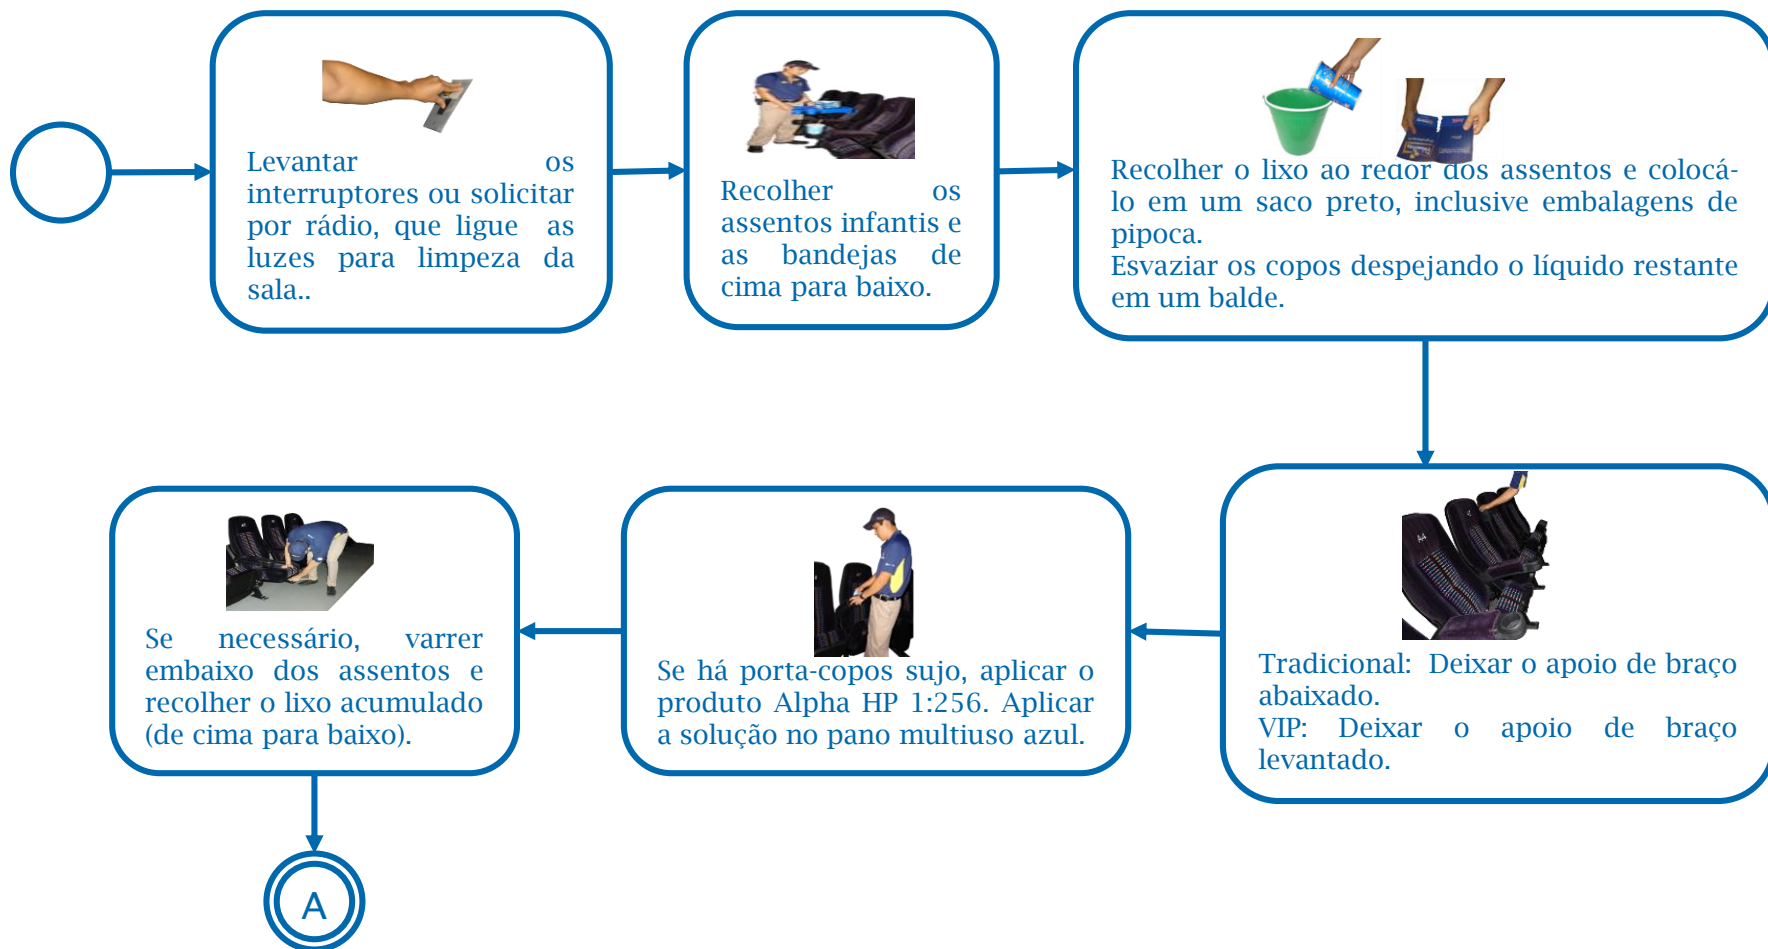 Levantar os
interruptores ou solicitar
por rádio, que ligue as
luzes para limpeza da
sala..
Recolher os
assentos infantis e
as bandejas de
cima para baixo.
Recolher o lixo ao redor dos assentos e colocá-
lo em um saco preto, inclusive embalagens de
pipoca.
Esvaziar os copos despejando o líquido restante
em um balde.
Tradicional: Deixar o apoio de braço
abaixado.
VIP: Deixar o apoio de braço
levantado.
Se há porta-copos sujo, aplicar o
produto Alpha HP 1:256. Aplicar
a solução no pano multiuso azul.
Se necessário, varrer
embaixo dos assentos e
recolher o lixo acumulado
(de cima para baixo).
A